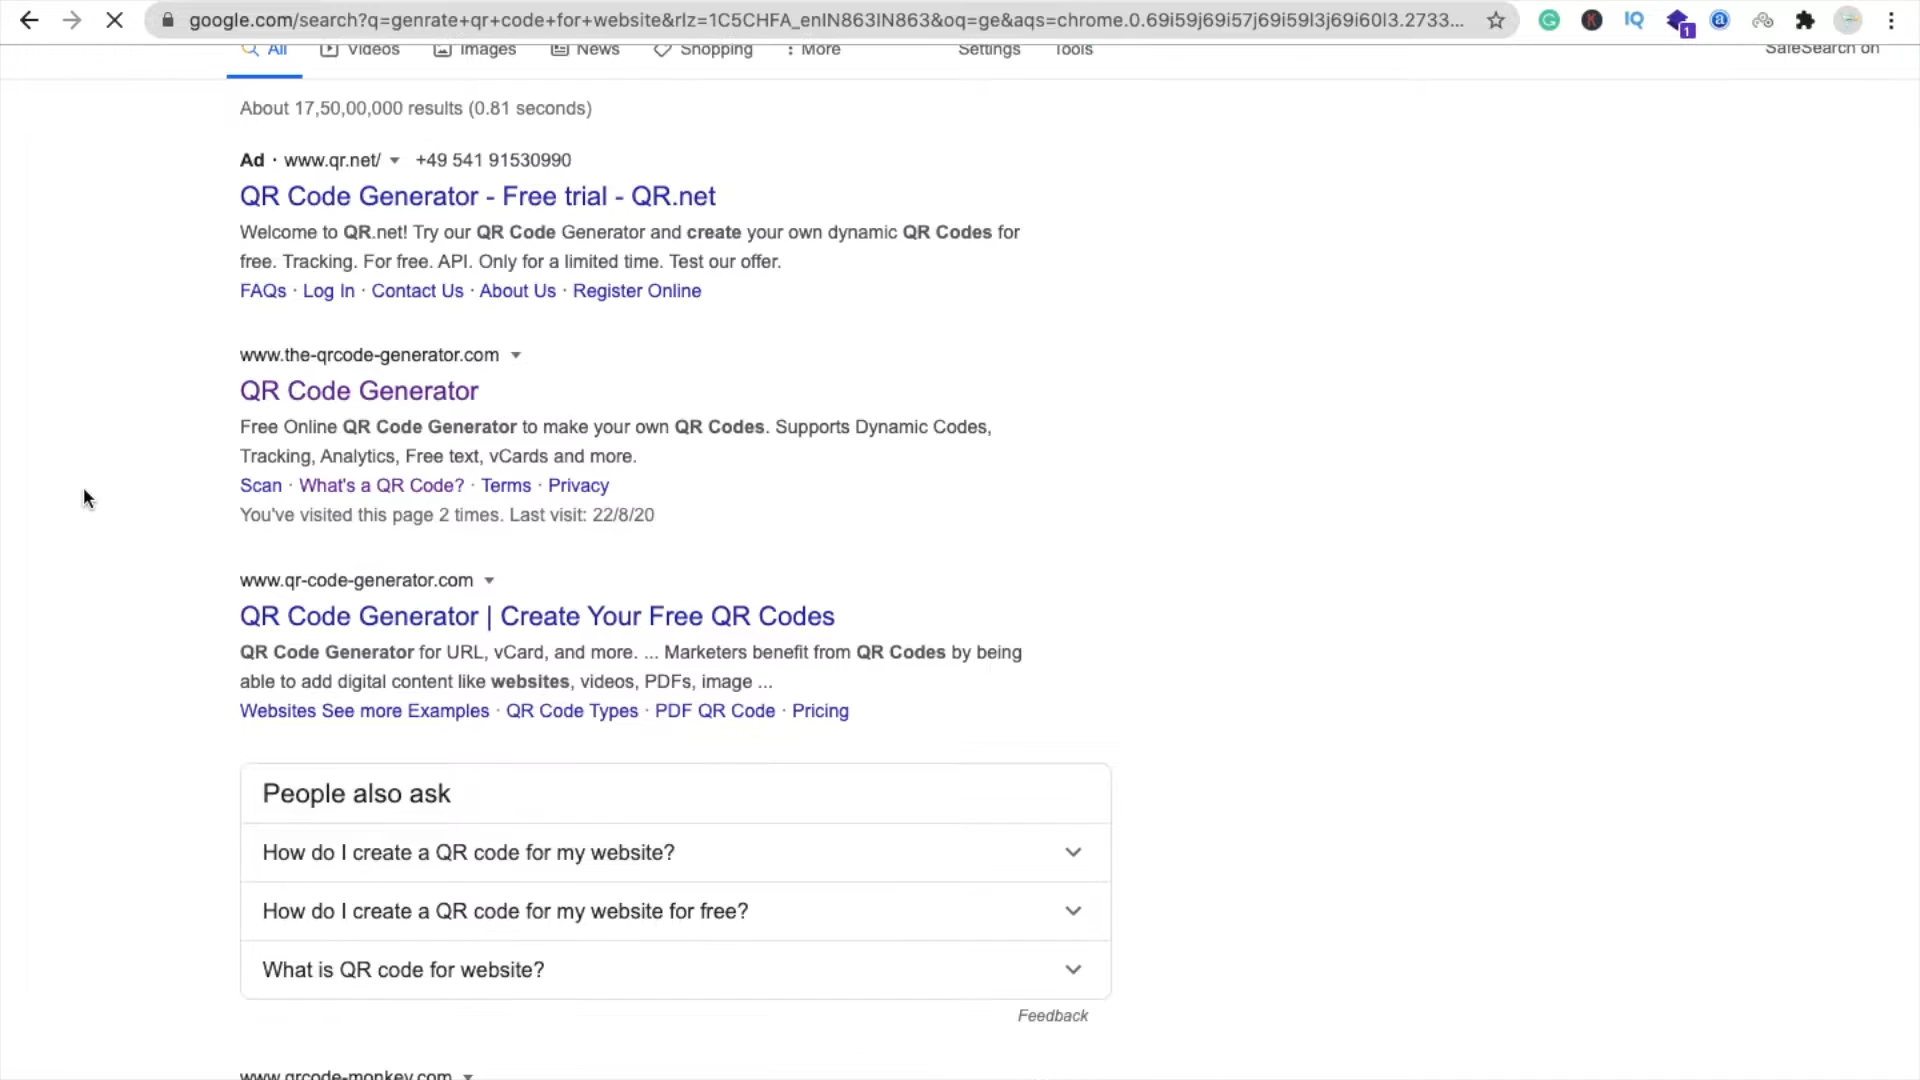 google.com/search?q=genrate+qr+code+for+website&rlz=1C5CHFA_enIN863IN863&oq=ge&aqs=chrome.0.69i59j69i57j69i59l3j69i60l3.2733...
All Videos Images News Shopping More Settings Tools SafeSearch on
About 17,50,00,000 results (0.81 seconds)
Ad · www.qr.net/ +49 541 91530990
QR Code Generator - Free trial - QR.net
Welcome to QR.net! Try our QR Code Generator and create your own dynamic QR Codes for
free. Tracking. For free. API. Only for a limited time. Test our offer.
FAQs · Log In · Contact Us · About Us · Register Online
www.the-qrcode-generator.com
QR Code Generator
Free Online QR Code Generator to make your own QR Codes. Supports Dynamic Codes,
Tracking, Analytics, Free text, vCards and more.
Scan · What's a QR Code? · Terms · Privacy
You've visited this page 2 times. Last visit: 22/8/20
www.qr-code-generator.com
QR Code Generator | Create Your Free QR Codes
QR Code Generator for URL, vCard, and more. ... Marketers benefit from QR Codes by being
able to add digital content like websites, videos, PDFs, image ...
Websites See more Examples · QR Code Types · PDF QR Code · Pricing
People also ask
How do I create a QR code for my website?
How do I create a QR code for my website for free?
What is QR code for website?
Feedback
www.qrcode-monkey.com